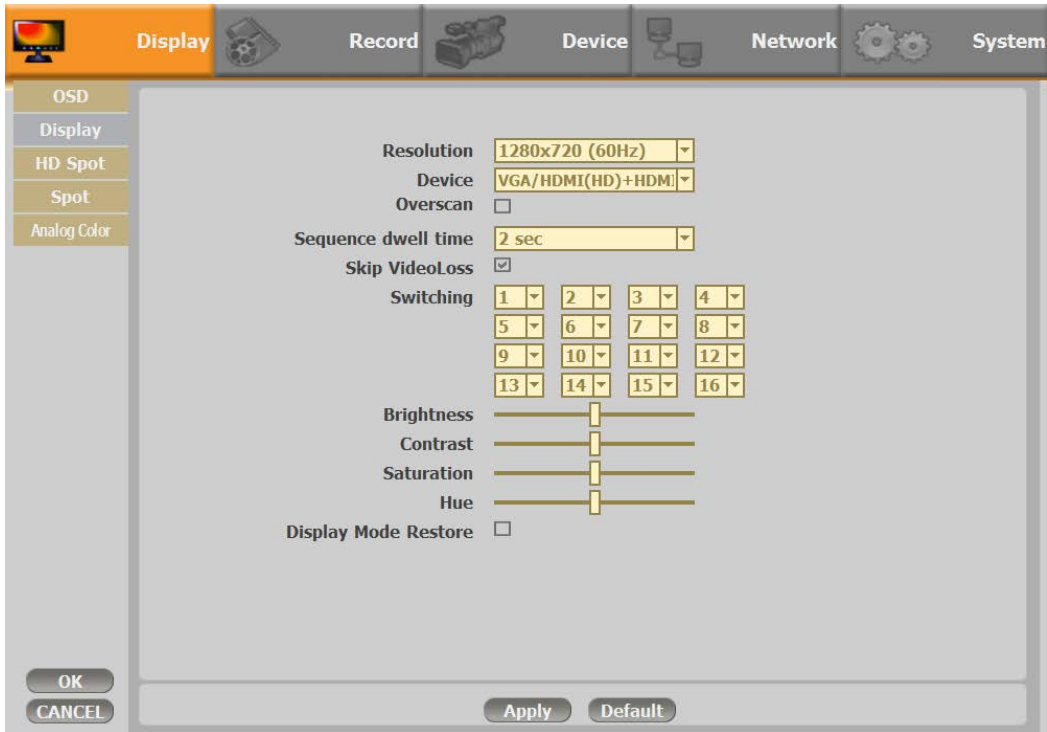 Display Record Device Network System
OSD
Display
HD Spot
Spot
Analog Color
Resolution 1280x720 (60Hz)
Device VGA/HDMI(HD)+HDMI
Overscan
Sequence dwell time 2 sec
Skip VideoLoss
Switching 1 2 3 4
5 6 7 8
9 10 11 12
13 14 15 16
Brightness
Contrast
Saturation
Hue
Display Mode Restore
OK
CANCEL
Apply Default